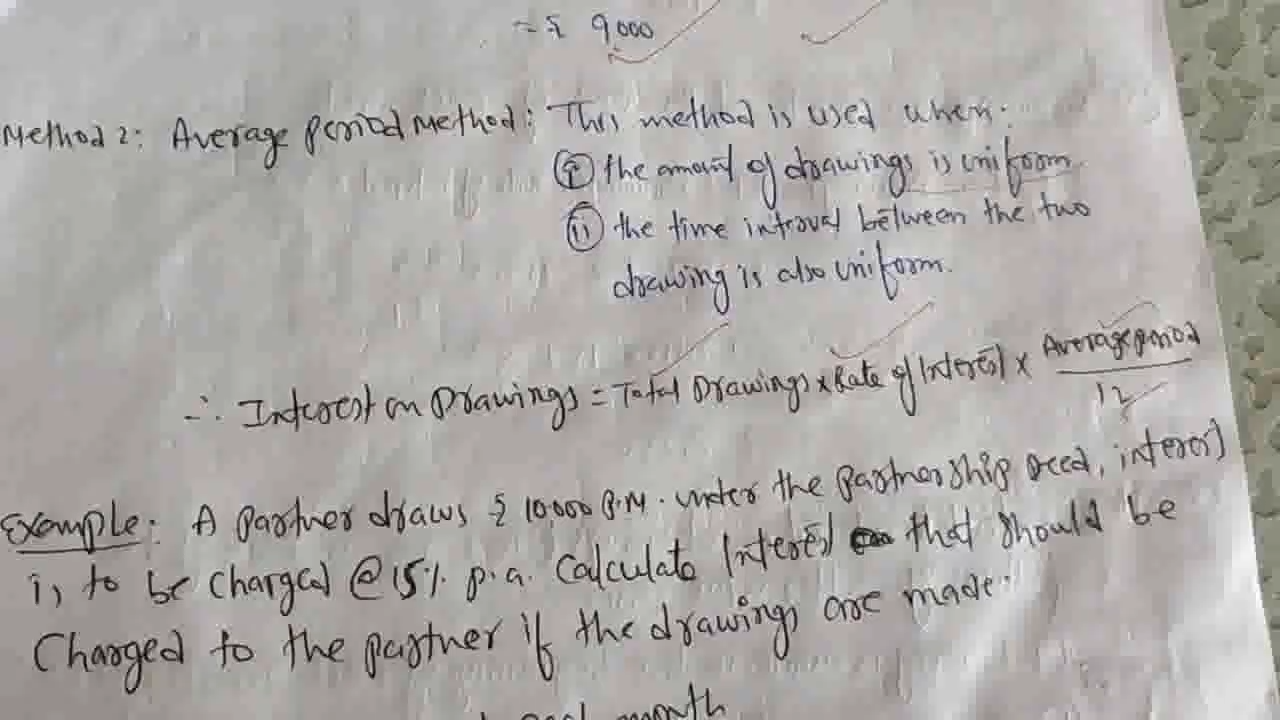 = ₹ 9000
Method 2: Average period Method: This method is used when:
(i) the amount of drawings is uniform
(ii) the time interval between the two
drawing is also uniform.
∴ Interest on Drawings = Total Drawings × Rate of Interest × Average period / 12
Example: A partner draws ₹ 10,000 P.M. under the partnership deed, interest
is to be charged @ 15% p.a. Calculate Interest that should be
charged to the partner if the drawings are made:
month